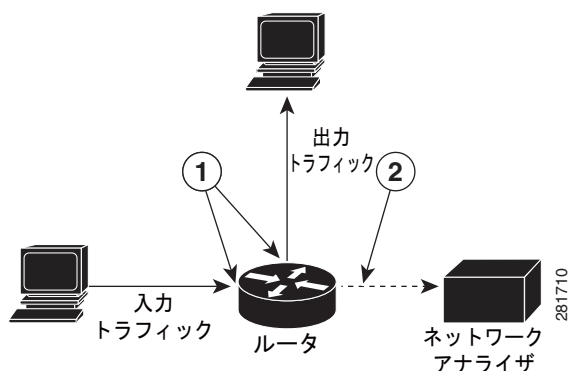 出力
トラフィック
1
2
入力
トラフィック
ルータ
ネットワーク
アナライザ
281710